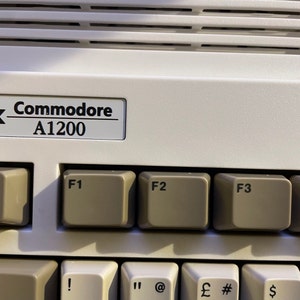 Commodore
A1200
F1 F2 F3
! " @ £ # $